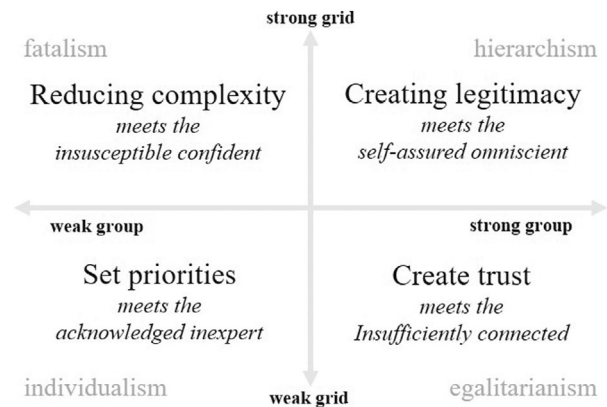 strong grid
fatalism
hierarchism
Reducing complexity
meets the
insusceptible confident
Creating legitimacy
meets the
self-assured omniscient
weak group
strong group
Set priorities
meets the
acknowledged inexpert
Create trust
meets the
Insufficiently connected
individualism
weak grid
egalitarianism